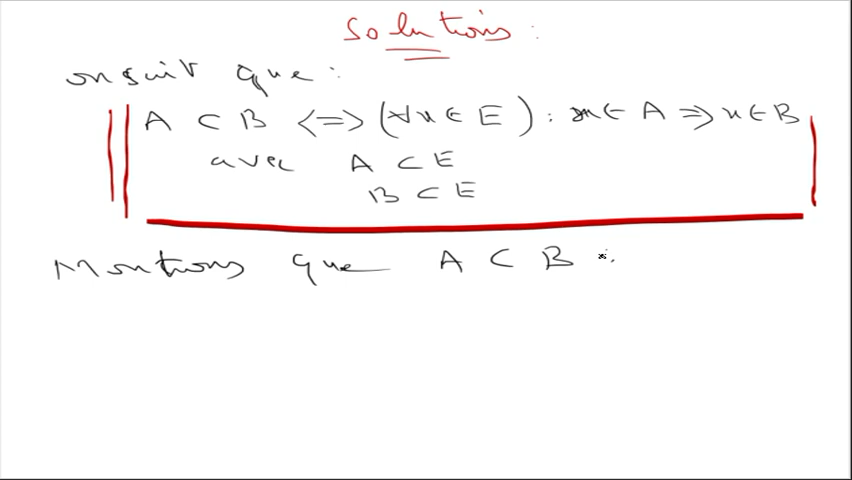 Solutions :
on sait que :
A ⊂ B <=> (∀x ∈ E) : x ∈ A => x ∈ B
avec A ⊂ E
B ⊂ E
Montrons que A ⊂ B :